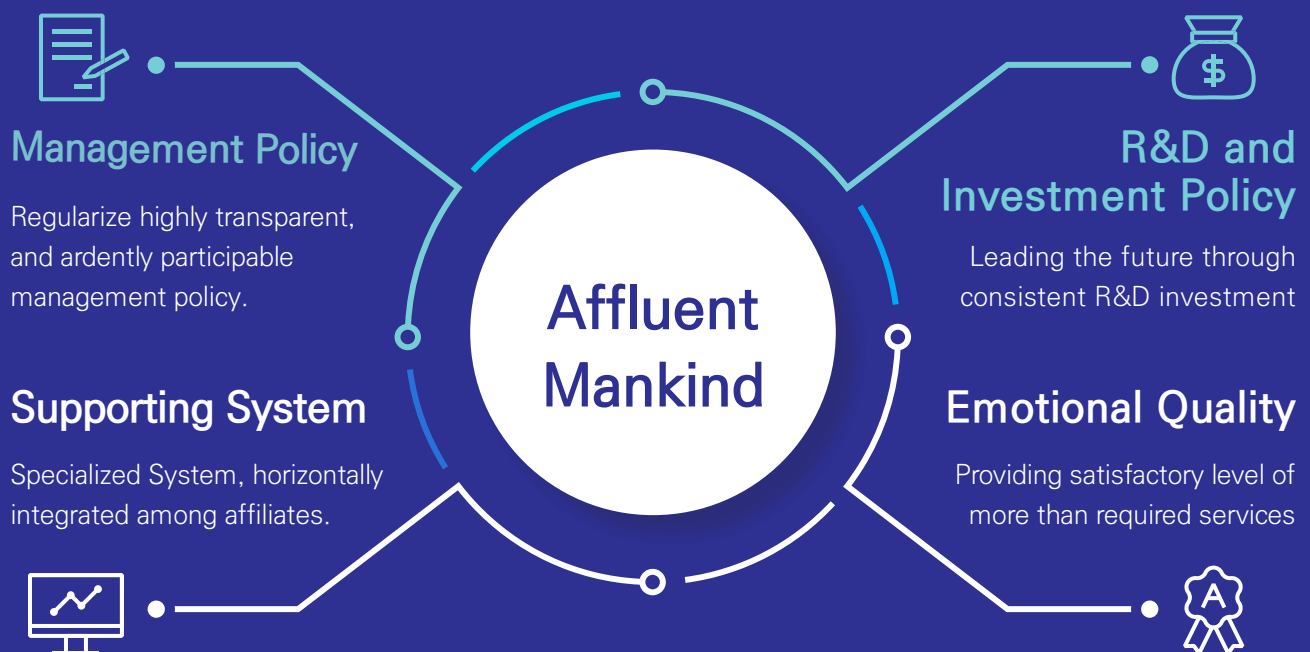 Management Policy
Regularize highly transparent,
and ardently participable
management policy.
$
R&D and
Investment Policy
Leading the future through
consistent R&D investment
Affluent
Mankind
Supporting System
Specialized System, horizontally
integrated among affiliates.
Emotional Quality
Providing satisfactory level of
more than required services
A